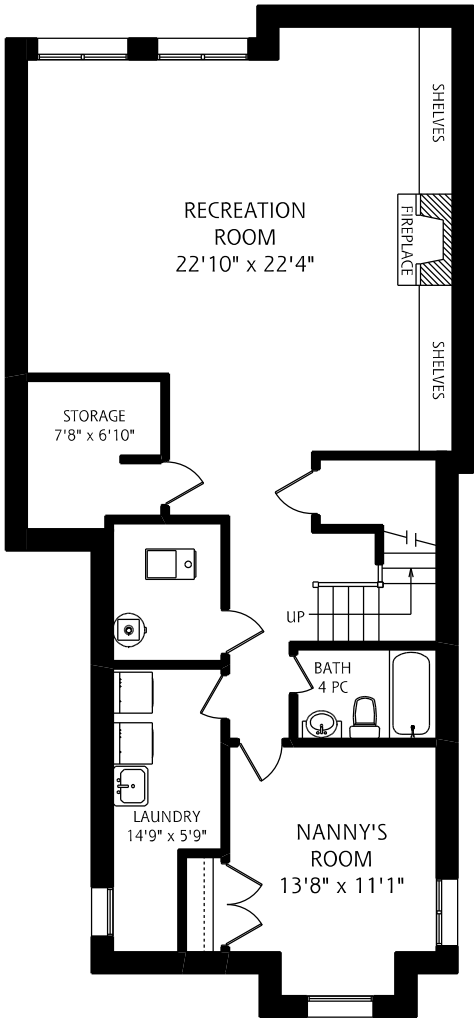 SHELVES
RECREATION
ROOM
22'10" x 22'4"
FIREPLACE
SHELVES
STORAGE
7'8" x 6'10"
UP
BATH
4 PC
LAUNDRY
14'9" x 5'9"
NANNY'S
ROOM
13'8" x 11'1"